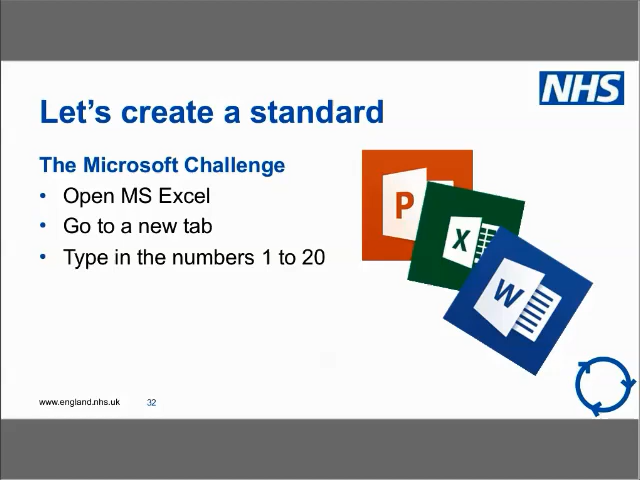 NHS
Let's create a standard
The Microsoft Challenge
• Open MS Excel
• Go to a new tab
• Type in the numbers 1 to 20
P
X
W
www.england.nhs.uk 32